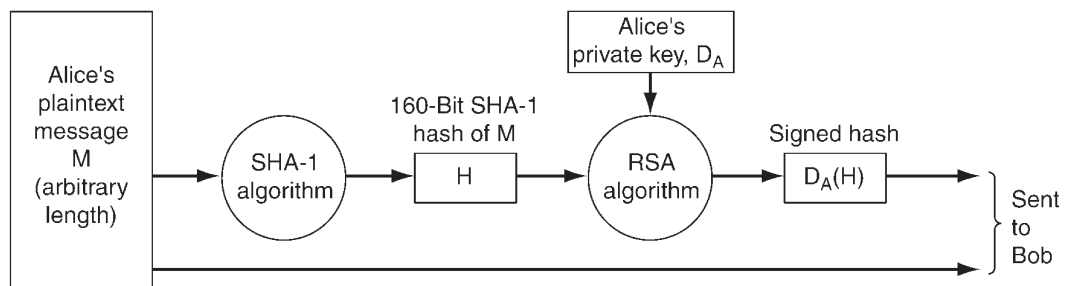 Alice's
plaintext
message
M
(arbitrary
length)
SHA-1
algorithm
160-Bit SHA-1
hash of M
H
Alice's
private key, D_A
RSA
algorithm
Signed hash
D_A(H)
Sent
to
Bob